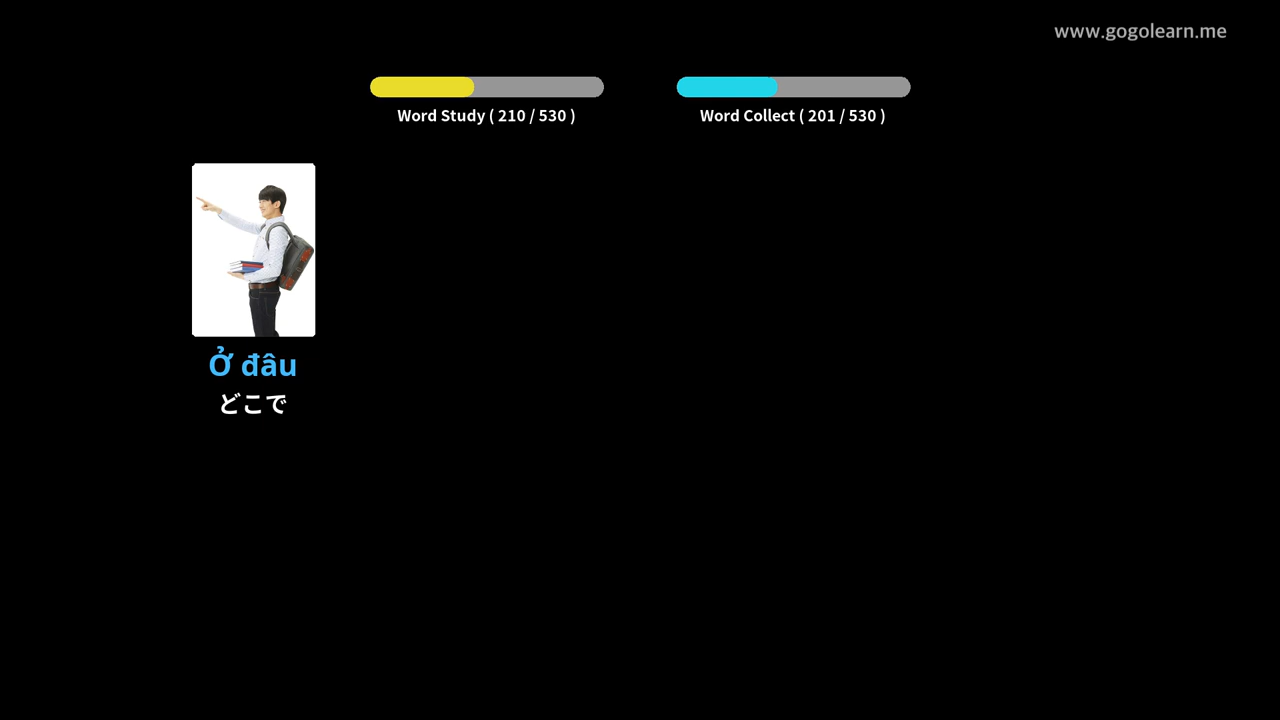 www.gogolearn.me
Word Study ( 210 / 530 )
Word Collect ( 201 / 530 )
Ở đâu
どこで